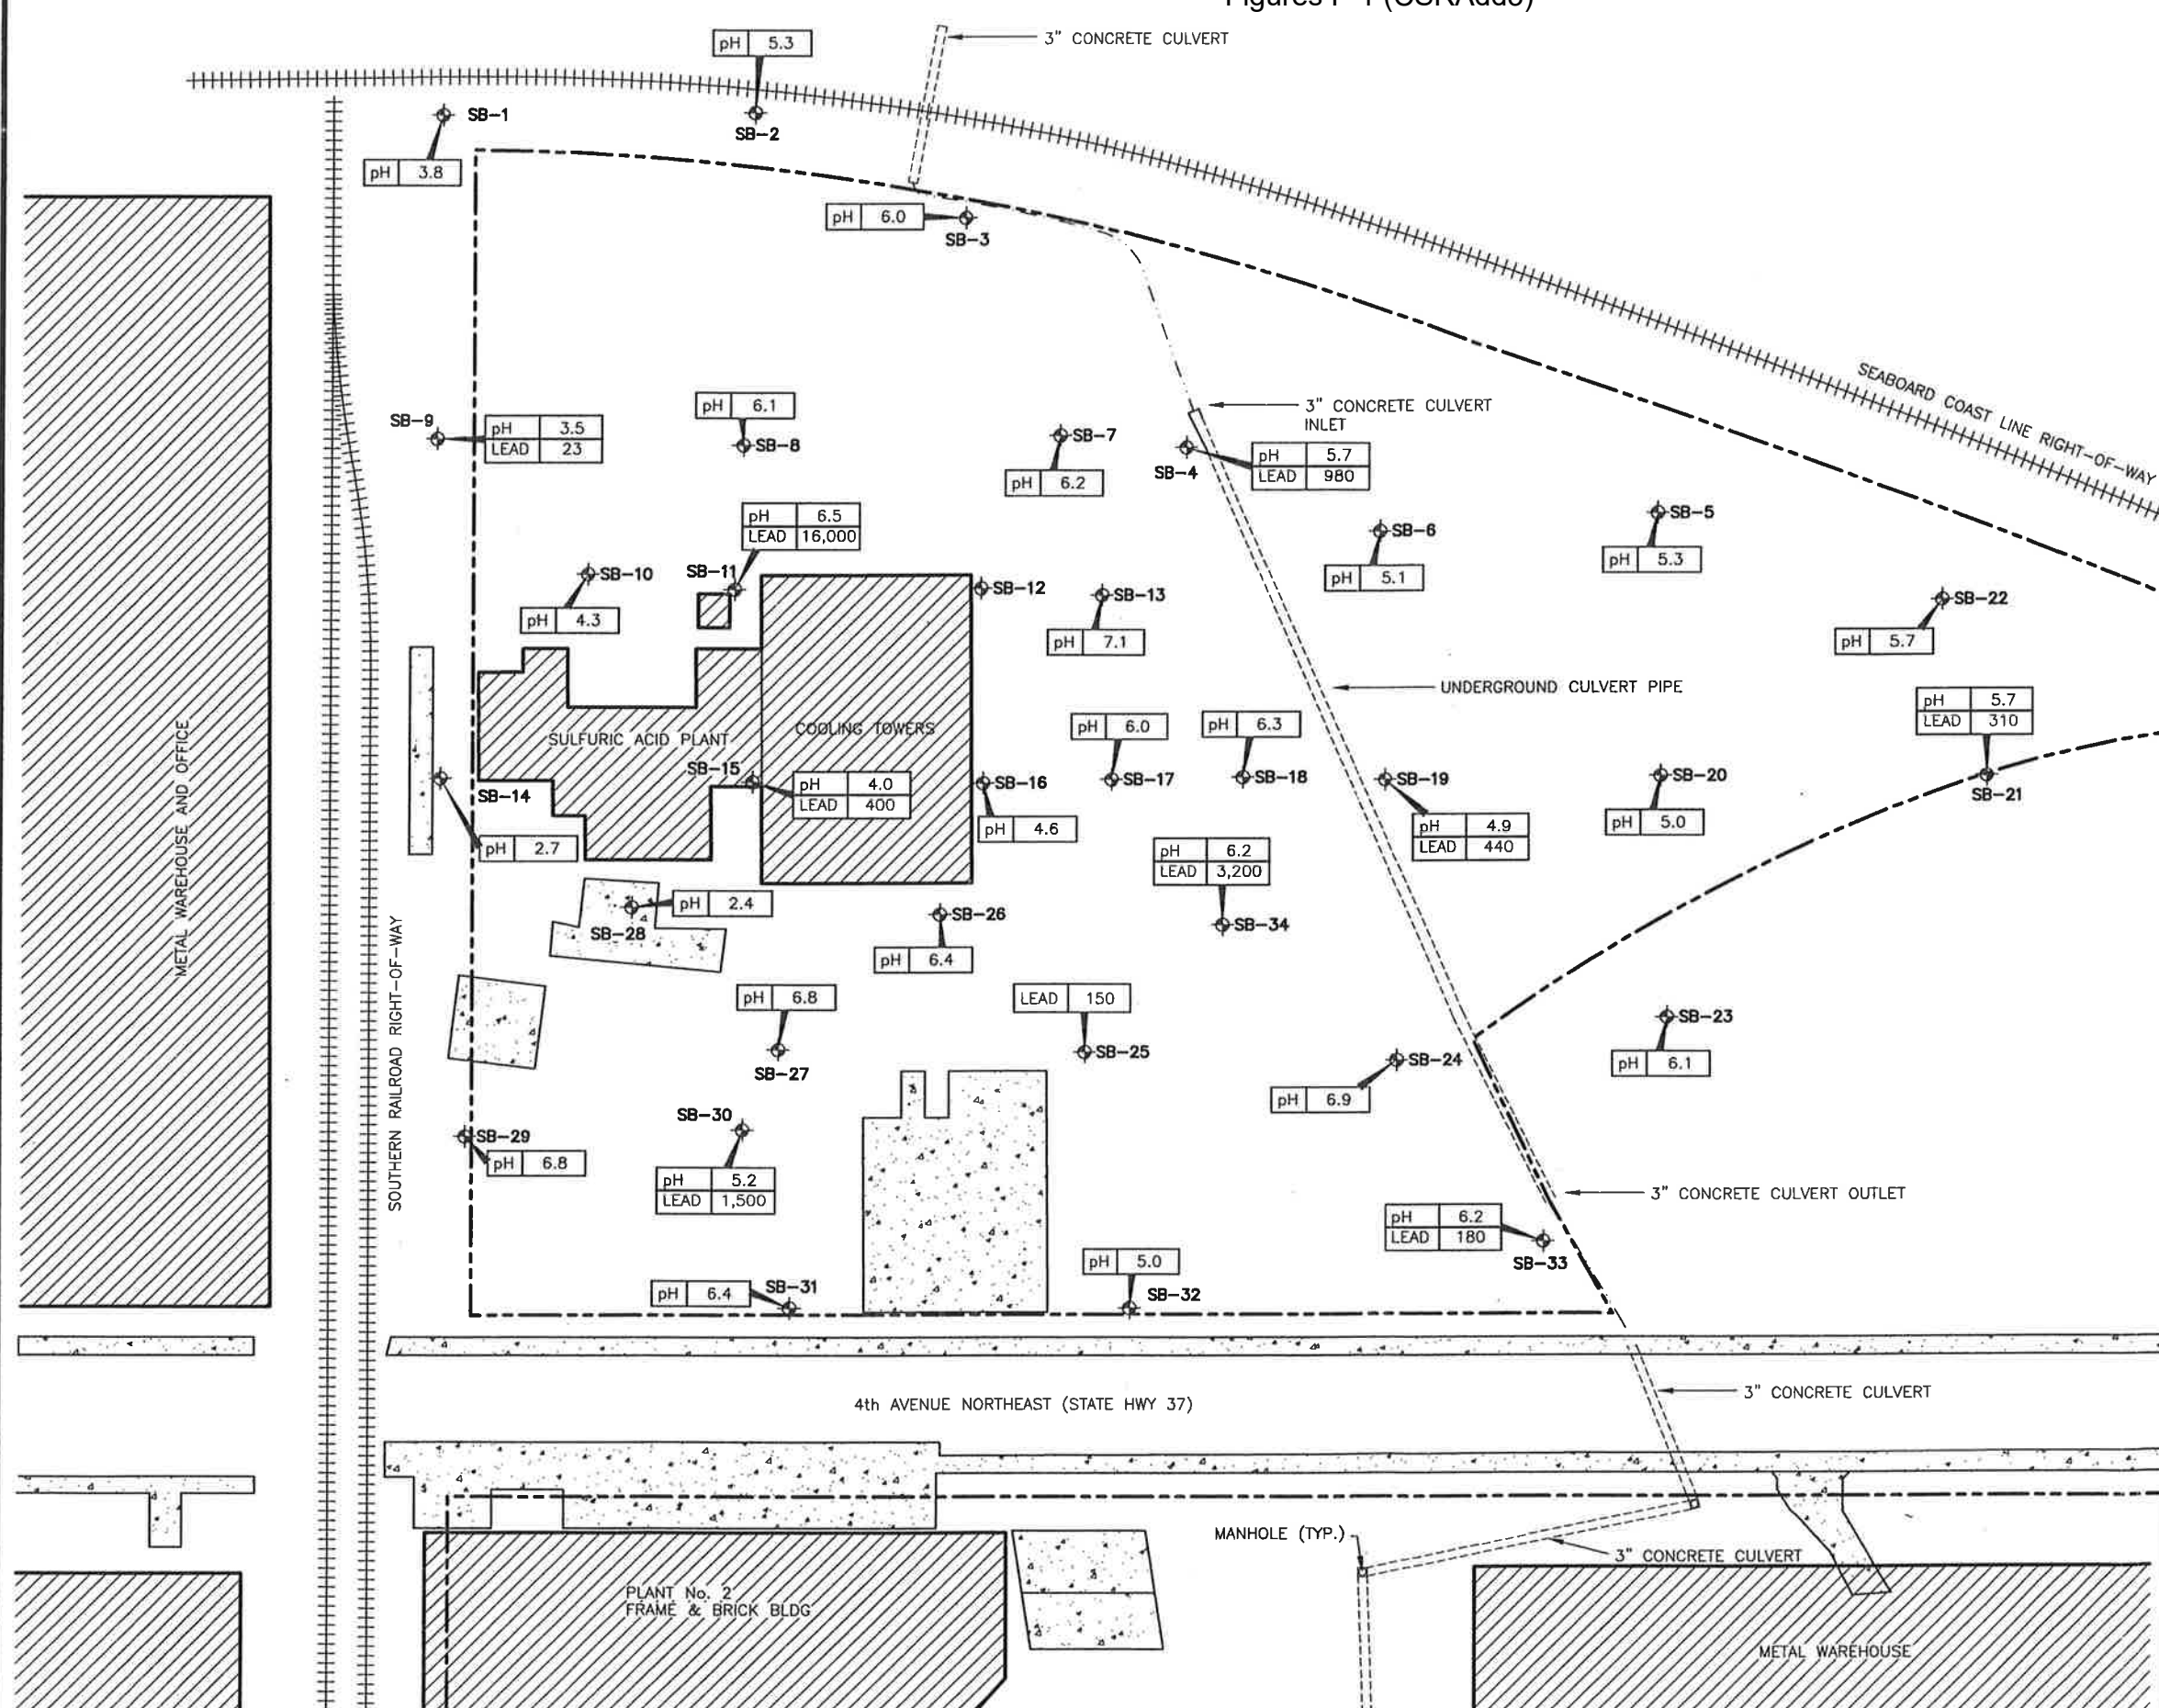 Figures F-1 (CSRAdd3)
3" CONCRETE CULVERT
pH 5.3
SB-1
SB-2
pH 3.8
pH 6.0
SB-3
SEABOARD COAST LINE RIGHT-OF-WAY
pH 6.1
3" CONCRETE CULVERT
INLET
SB-9
pH 3.5
LEAD 23
SB-8
SB-7
SB-4
pH 5.7
LEAD 980
pH 6.2
pH 6.5
LEAD 16,000
SB-5
SB-6
pH 5.3
SB-10
SB-11
SB-12
SB-13
pH 5.1
SB-22
pH 4.3
pH 7.1
pH 5.7
UNDERGROUND CULVERT PIPE
METAL WAREHOUSE AND OFFICE
SULFURIC ACID PLANT
COOLING TOWERS
pH 6.0
pH 6.3
pH 5.7
LEAD 310
SB-15
SB-14
pH 4.0
LEAD 400
SB-16
SB-17
SB-18
SB-19
SB-20
SB-21
pH 2.7
pH 4.6
pH 4.9
LEAD 440
pH 5.0
pH 6.2
LEAD 3,200
pH 2.4
SB-28
SB-26
SB-34
pH 6.4
SOUTHERN RAILROAD RIGHT-OF-WAY
pH 6.8
LEAD 150
SB-23
SB-27
SB-25
SB-24
pH 6.1
pH 6.9
SB-30
SB-29
pH 6.8
pH 5.2
LEAD 1,500
3" CONCRETE CULVERT OUTLET
pH 6.2
LEAD 180
SB-33
pH 5.0
pH 6.4
SB-31
SB-32
4th AVENUE NORTHEAST (STATE HWY 37)
3" CONCRETE CULVERT
MANHOLE (TYP.)
3" CONCRETE CULVERT
PLANT No. 2
FRAME & BRICK BLDG
METAL WAREHOUSE